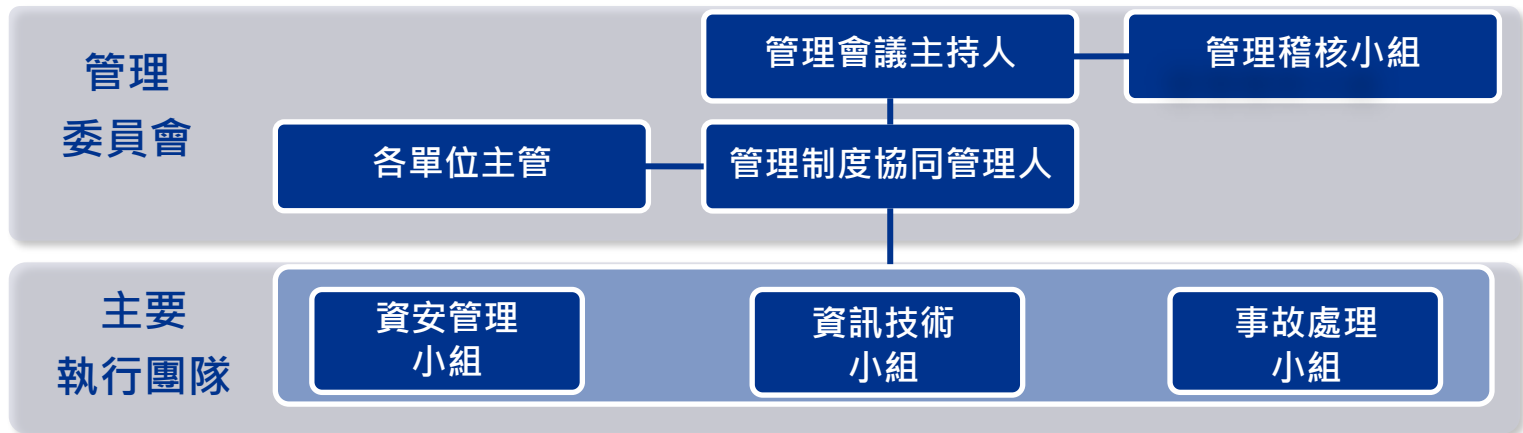 管理
委員會
管理會議主持人
管理稽核小組
各單位主管
管理制度協同管理人
主要
執行團隊
資安管理
小組
資訊技術
小組
事故處理
小組